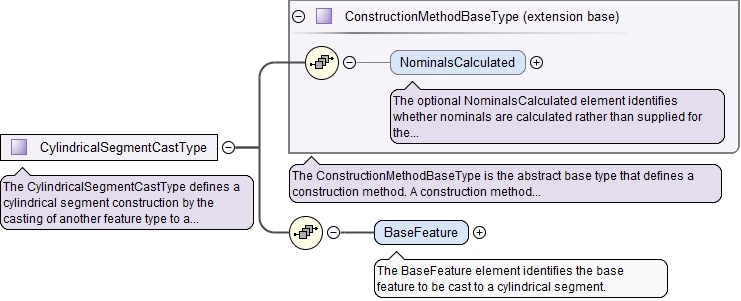 ConstructionMethodBaseType (extension base)
NominalsCalculated
The optional NominalsCalculated element identifies
whether nominals are calculated rather than supplied for
the...
CylindricalSegmentCastType
The CylindricalSegmentCastType defines a
cylindrical segment construction by the
casting of another feature type to a...
The ConstructionMethodBaseType is the abstract base type that defines a
construction method. A construction method...
BaseFeature
The BaseFeature element identifies the base
feature to be cast to a cylindrical segment.